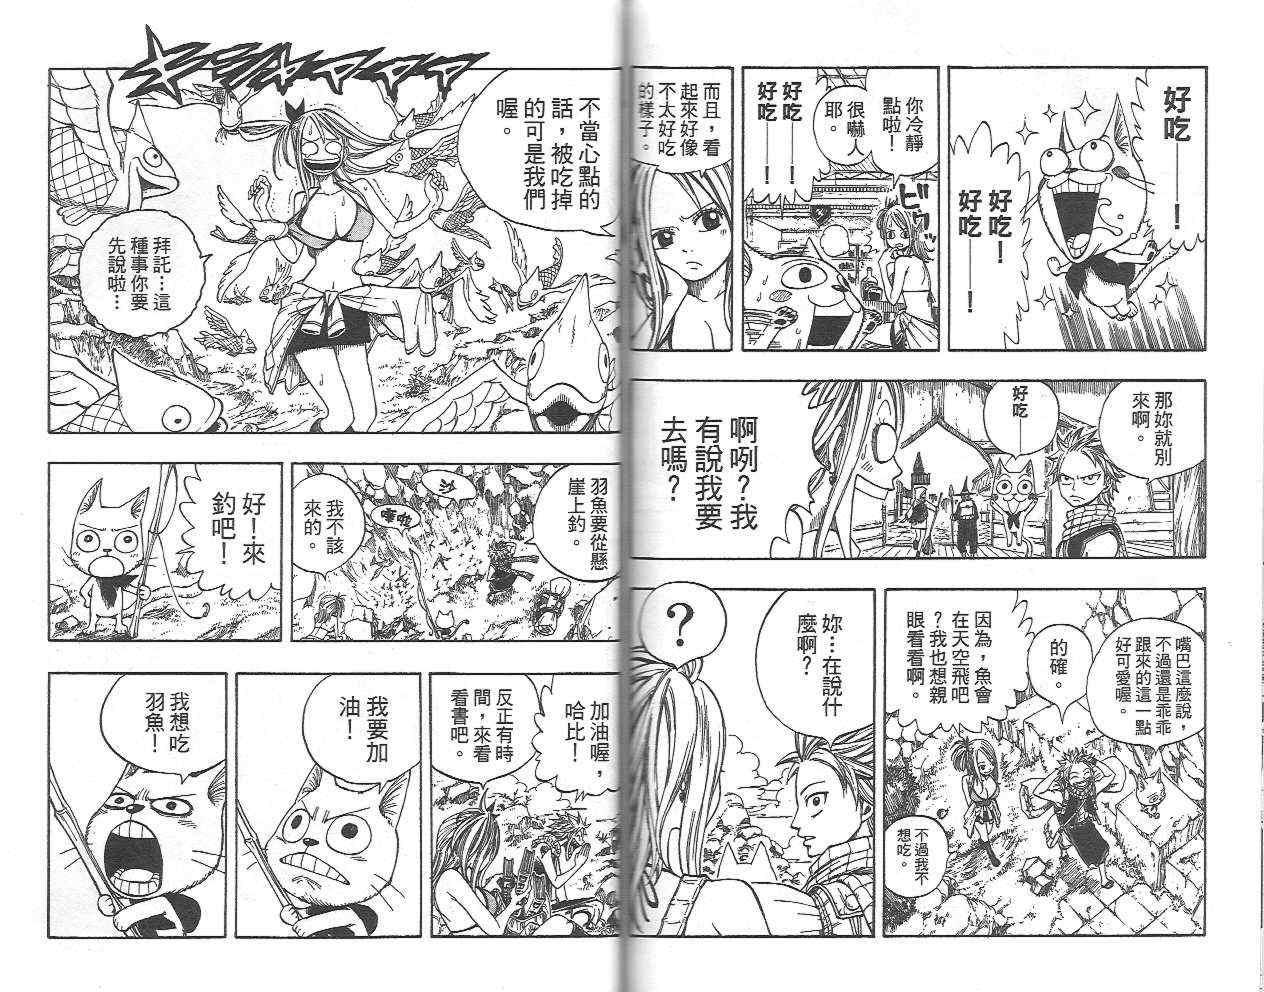 好吃——！
好吃！
好吃——！
你冷靜
點啦！
很嚇人
耶。
好吃——！
好吃——！
ビクッ
而且，看
起來好像
不太好吃
的樣子。
那妳就別
來啊。
好吃——
啊咧？我
有說我要
去嗎？
嘴巴這麼說，
不過還是乖乖
跟來的這一點
好可愛喔。
的確。
因為，魚會
在天空飛吧
？我也想親
眼看看啊。
不過我不
想吃。
妳…在說什
麼啊？
？
不當心點的
話，被吃掉
的可是我們
喔。
拜託…這
種事你要
先說啦…
羽魚要從懸
崖上釣。
我不該
來的。
好！來
釣吧！
加油喔，
哈比！
反正有時
間，來看
看書吧。
我要加
油！
我想吃
羽魚！